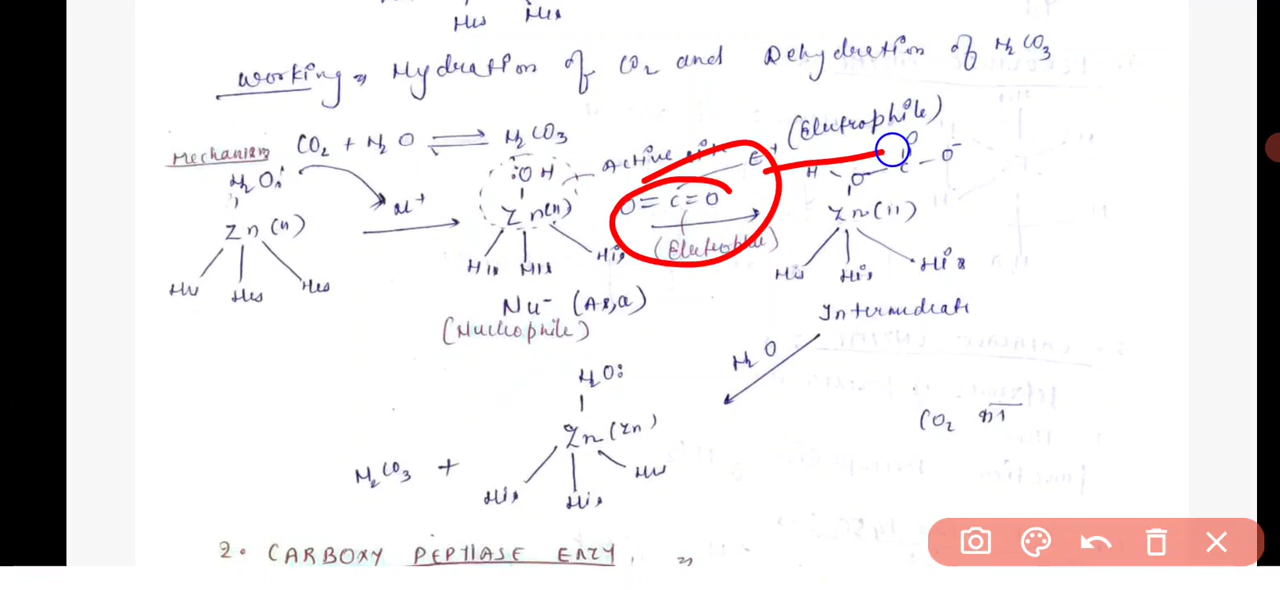 His His
Working → Hydration of CO2 and Dehydration of H2CO3
Mechanism CO2 + H2O ⇌ H2CO3
H2O: H+ :OH Active site E+ (Electrophile)
O=C=O H O C O O-
Zn(II) Zn(II) (Electrophile) Zn(II)
His His His His His His His His His
Nu- (Nucleophile) Intermediate
H2O
H2O: CO2
Zn(Zn)
H2CO3 + His His His
2. CARBOXY PEPTIASE ENZY